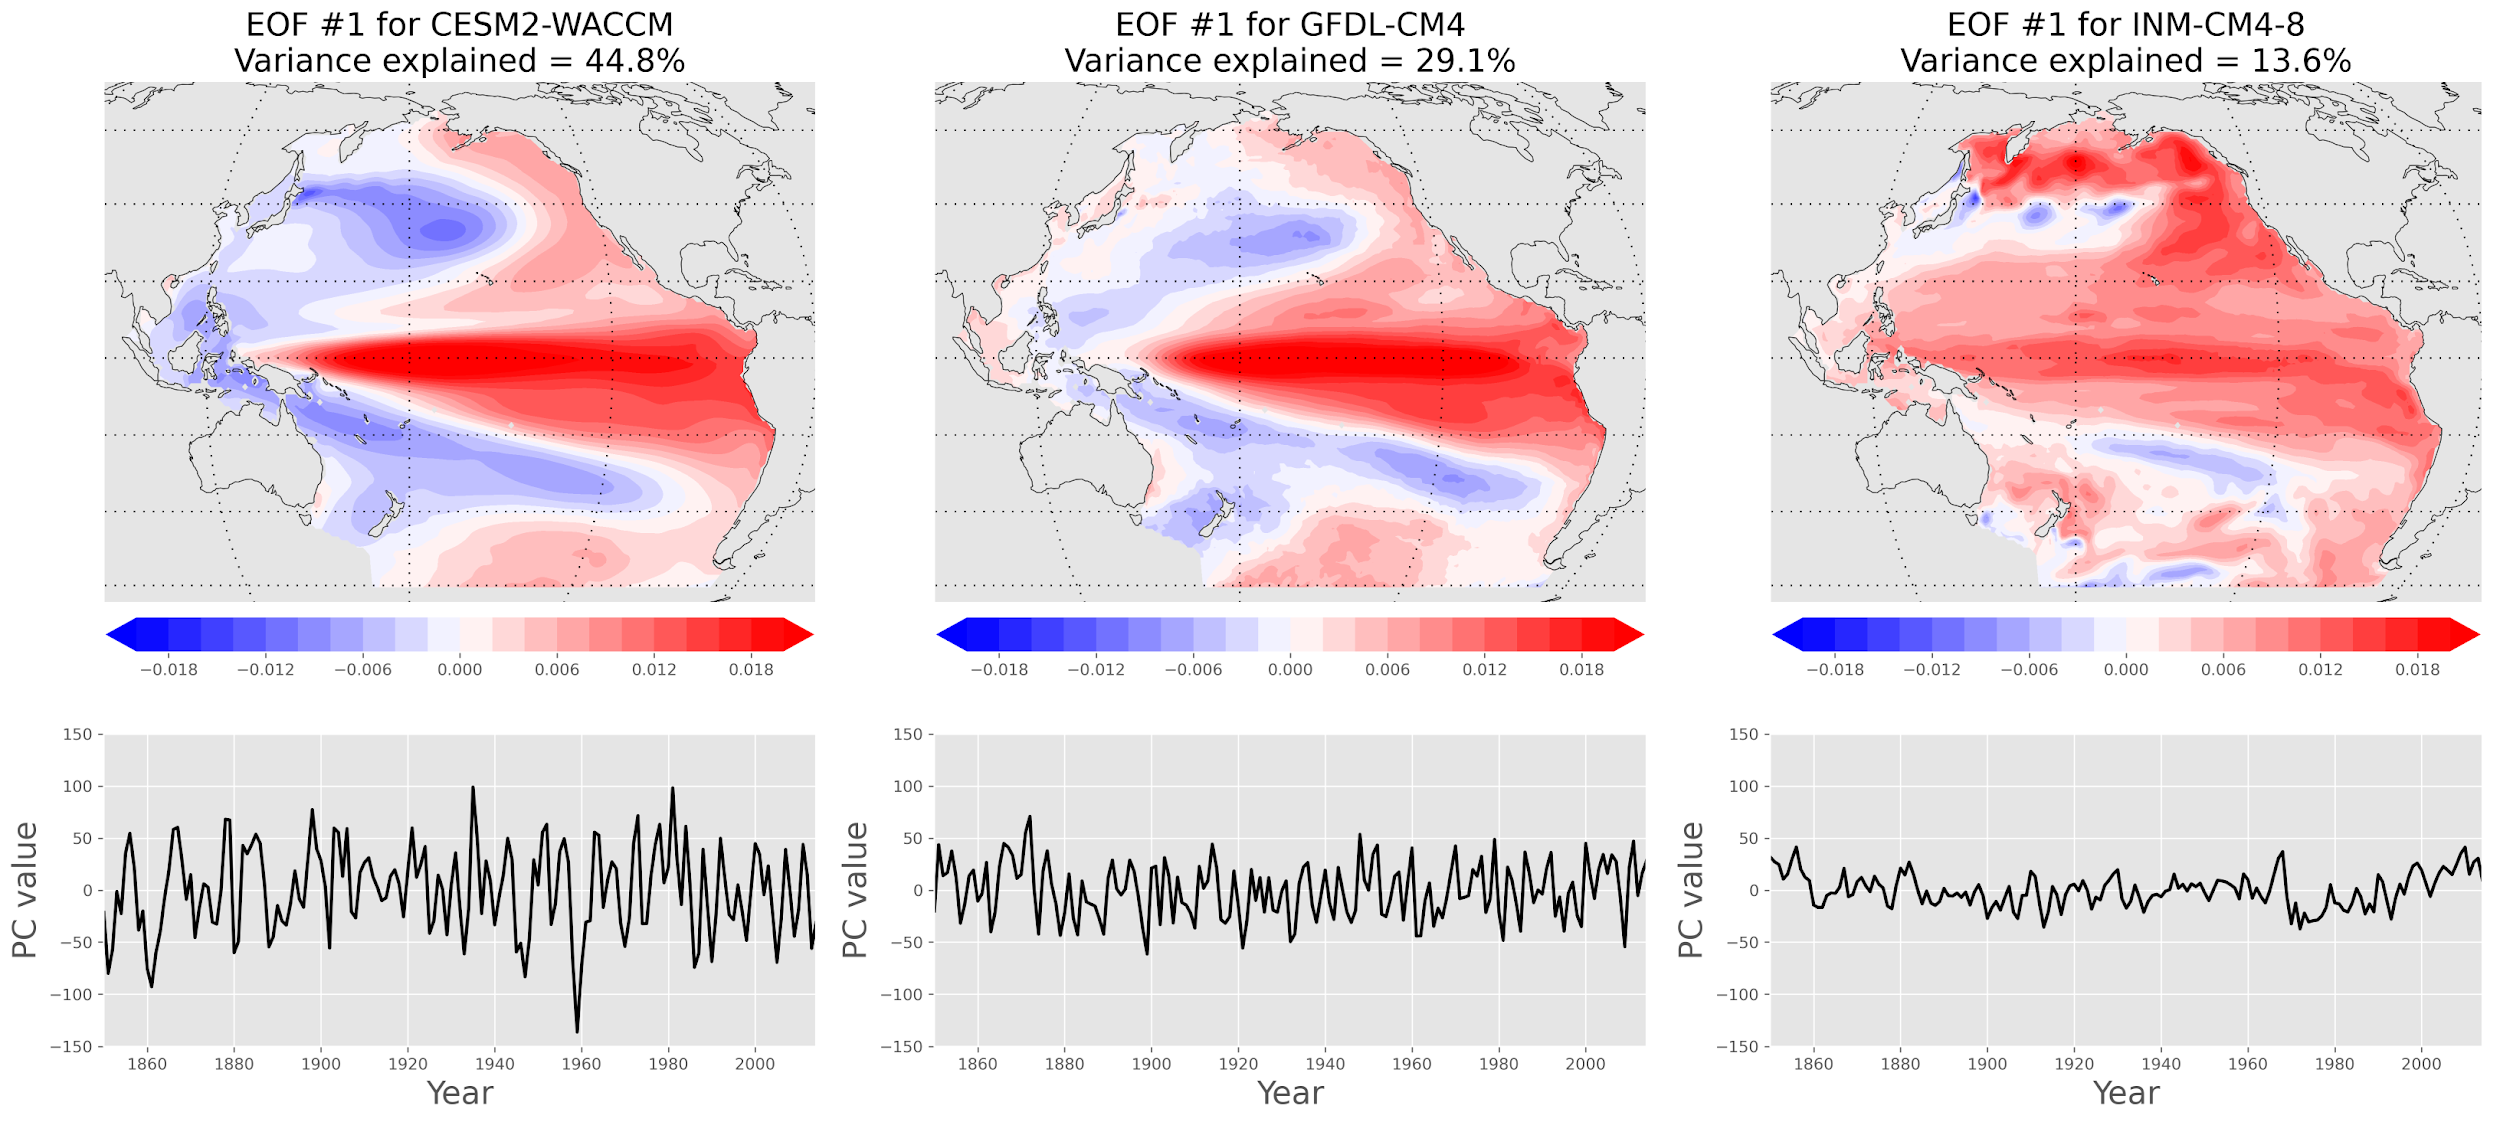 EOF #1 for CESM2-WACCM
Variance explained = 44.8%
EOF #1 for GFDL-CM4
Variance explained = 29.1%
EOF #1 for INM-CM4-8
Variance explained = 13.6%
−0.018 −0.012 −0.006 0.000 0.006 0.012 0.018
−0.018 −0.012 −0.006 0.000 0.006 0.012 0.018
−0.018 −0.012 −0.006 0.000 0.006 0.012 0.018
PC value
150
100
50
0
−50
−100
−150
1860 1880 1900 1920 1940 1960 1980 2000
Year
PC value
150
100
50
0
−50
−100
−150
1860 1880 1900 1920 1940 1960 1980 2000
Year
PC value
150
100
50
0
−50
−100
−150
1860 1880 1900 1920 1940 1960 1980 2000
Year